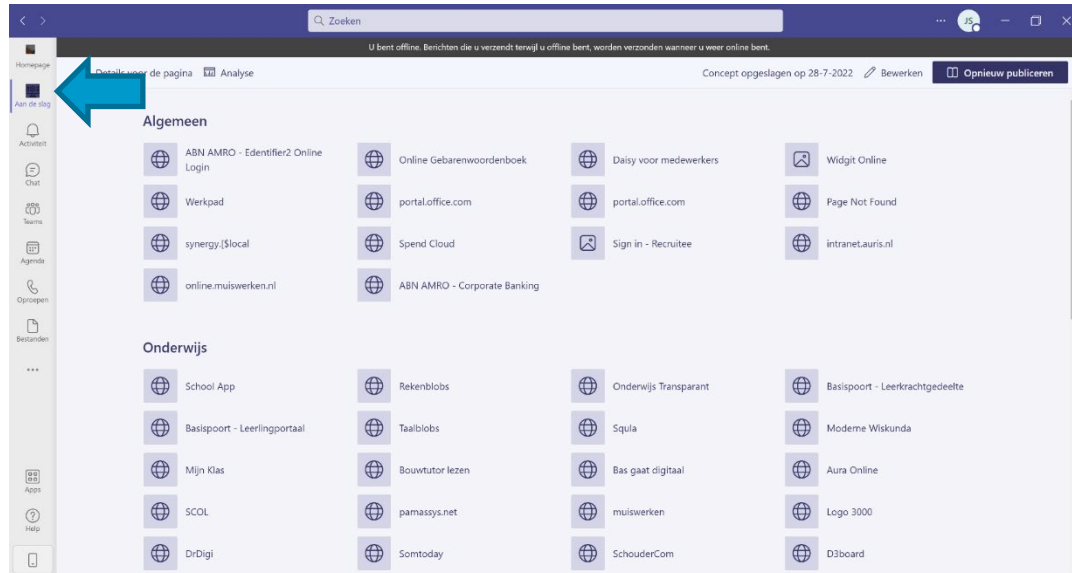 Zoeken
JS
U bent offline. Berichten die u verzendt terwijl u offline bent, worden verzonden wanneer u weer online bent.
Homepage
Details voor de pagina
Analyse
Concept opgeslagen op 28-7-2022
Bewerken
Opnieuw publiceren
Aan de slag
Activiteit
Chat
Teams
Agenda
Oproepen
Bestanden
Apps
Help
Algemeen
ABN AMRO - Edentifier2 Online
Login
Online Gebarenwoordenboek
Daisy voor medewerkers
Widgit Online
Werkpad
portal.office.com
portal.office.com
Page Not Found
synergy.[$local
Spend Cloud
Sign in - Recruitee
intranet.auris.nl
online.muiswerken.nl
ABN AMRO - Corporate Banking
Onderwijs
School App
Rekenblobs
Onderwijs Transparant
Basispoort - Leerkrachtgedeelte
Basispoort - Leerlingportaal
Taalblobs
Squla
Moderne Wiskunda
Mijn Klas
Bouwtutor lezen
Bas gaat digitaal
Aura Online
SCOL
pamassys.net
muiswerken
Logo 3000
DrDigi
Somtoday
SchouderCom
D3board